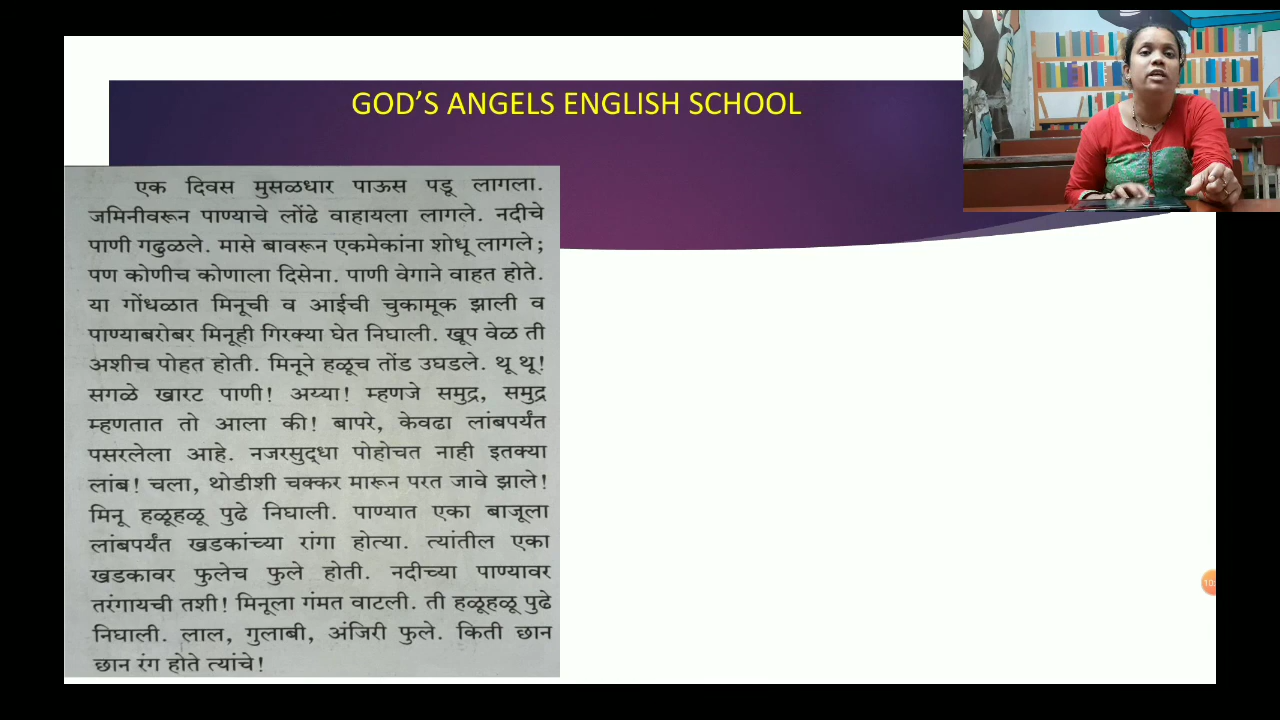 GOD'S ANGELS ENGLISH SCHOOL
एक दिवस मुसळधार पाऊस पडू लागला.
जमिनीवरून पाण्याचे लोंढे वाहायला लागले. नदीचे
पाणी गढुळले. मासे बावरून एकमेकांना शोधू लागले;
पण कोणीच कोणाला दिसेना. पाणी वेगाने वाहत होते.
या गोंधळात मिनूची व आईची चुकामूक झाली व
पाण्याबरोबर मिनूही गिरक्या घेत निघाली. खूप वेळ ती
अशीच पोहत होती. मिनूने हळूच तोंड उघडले. थू थू!
सगळे खारट पाणी! अय्या! म्हणजे समुद्र, समुद्र
म्हणतात तो आला की! बापरे, केवढा लांबपर्यंत
पसरलेला आहे. नजरसुद्धा पोहोचत नाही इतक्या
लांब! चला, थोडीशी चक्कर मारून परत जावे झाले!
मिनू हळूहळू पुढे निघाली. पाण्यात एका बाजूला
लांबपर्यंत खडकांच्या रांगा होत्या. त्यांतील एका
खडकावर फुलेच फुले होती. नदीच्या पाण्यावर
तरंगायची तशी! मिनूला गंमत वाटली. ती हळूहळू पुढे
निघाली. लाल, गुलाबी, अंजिरी फुले. किती छान
छान रंग होते त्यांचे!